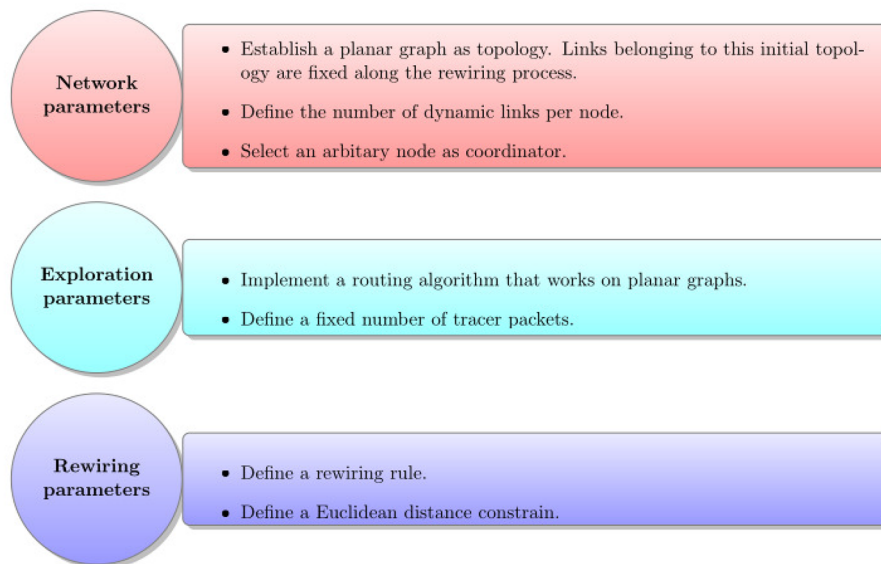 Network
parameters
• Establish a planar graph as topology. Links belonging to this initial topol-
ogy are fixed along the rewiring process.
• Define the number of dynamic links per node.
• Select an arbitary node as coordinator.
Exploration
parameters
• Implement a routing algorithm that works on planar graphs.
• Define a fixed number of tracer packets.
Rewiring
parameters
• Define a rewiring rule.
• Define a Euclidean distance constrain.